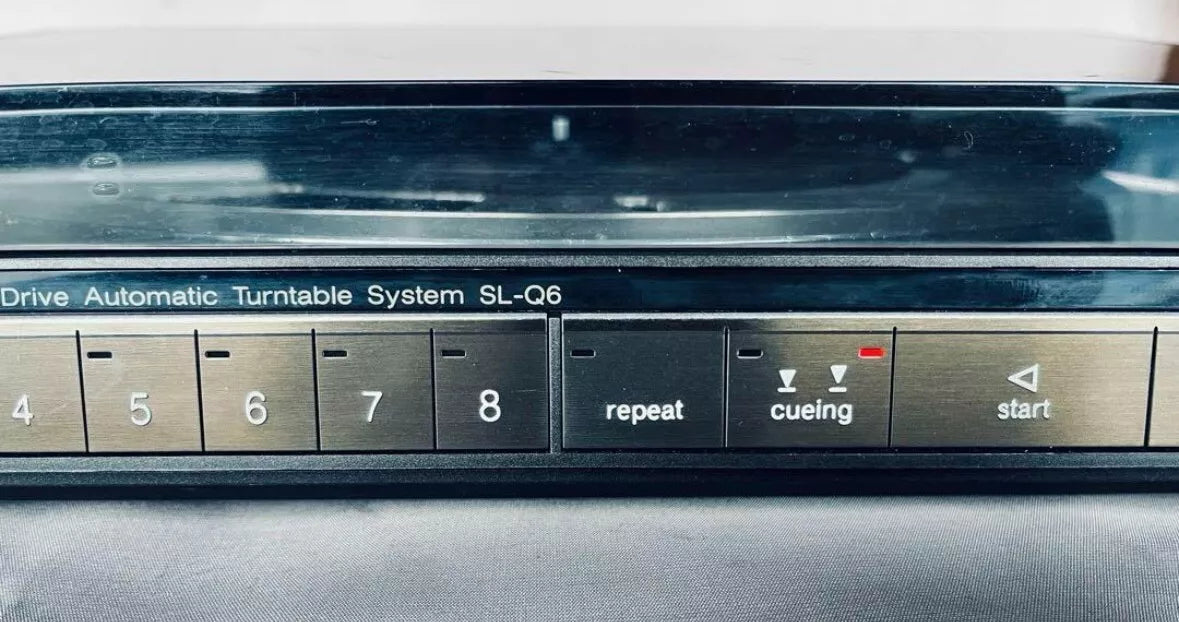 Drive Automatic Turntable System SL-Q6
4 5 6 7 8 repeat cueing start